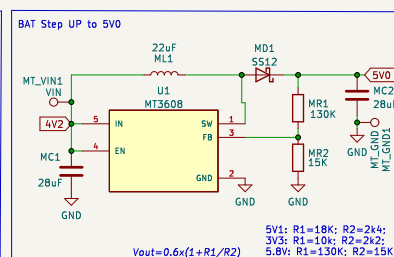 BAT Step UP to 5V0
22uF
ML1
MD1
SS12
MT_VIN1
VIN
U1
MT3608
5V0
4V2
5
IN
SW
1
MR1
130K
MC2
28u
FB
3
4
EN
MC1
28uF
MR2
15K
GND
MT_GND
MT_GND1
GND
2
GND
GND
GND
5V1: R1=18K; R2=2k4;
3V3: R1=10k; R2=2k2;
Vout=0.6x(1+R1/R2)
5.8V: R1=130K; R2=15K